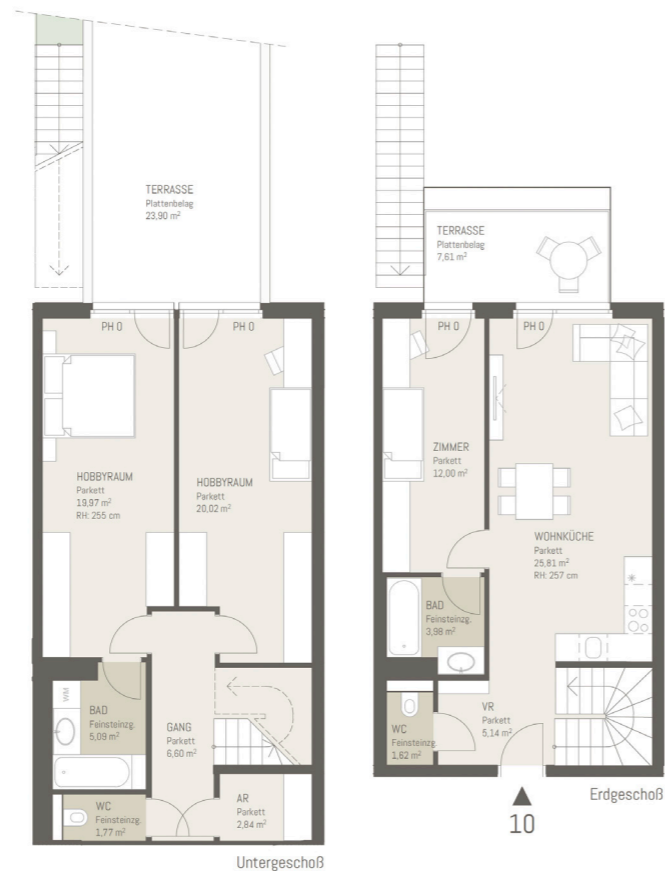 TERRASSE
Plattenbelag
23,90 m²
PH 0
PH 0
HOBBYRAUM
Parkett
19,97 m²
RH: 255 cm
HOBBYRAUM
Parkett
20,02 m²
WM
BAD
Feinsteinzg.
5,09 m²
GANG
Parkett
6,60 m²
WC
Feinsteinzg.
1,77 m²
AR
Parkett
2,84 m²
Untergeschoß
TERRASSE
Plattenbelag
7,61 m²
PH 0
PH 0
ZIMMER
Parkett
12,00 m²
WOHNKÜCHE
Parkett
25,81 m²
RH: 257 cm
BAD
Feinsteinzg.
3,98 m²
WC
Feinsteinzg.
1,62 m²
VR
Parkett
5,14 m²
Erdgeschoß
10